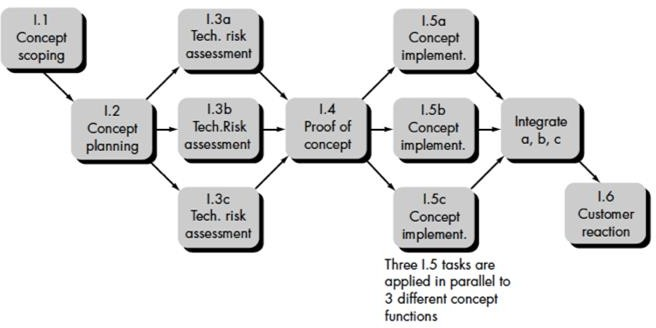 I.1
Concept
scoping
I.2
Concept
planning
I.3a
Tech. risk
assessment
I.3b
Tech.Risk
assessment
I.3c
Tech. risk
assessment
I.4
Proof of
concept
I.5a
Concept
implement.
I.5b
Concept
implement.
I.5c
Concept
implement.
Three I.5 tasks are
applied in parallel to
3 different concept
functions
Integrate
a, b, c
I.6
Customer
reaction